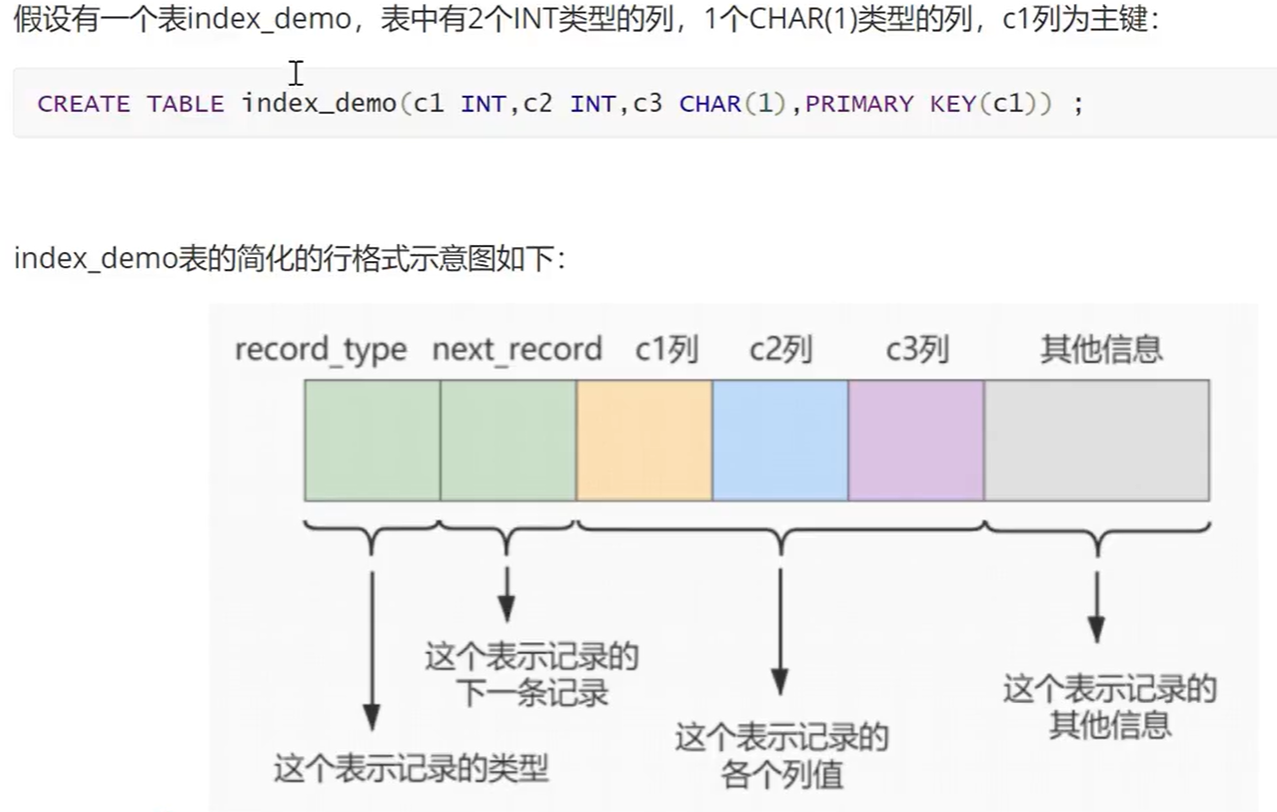 假设有一个表index_demo，表中有2个INT类型的列，1个CHAR(1)类型的列，c1列为主键：
CREATE TABLE index_demo(c1 INT,c2 INT,c3 CHAR(1),PRIMARY KEY(c1)) ;
index_demo表的简化的行格式示意图如下：
record_type next_record c1列 c2列 c3列 其他信息
这个表示记录的
下一条记录
这个表示记录的类型
这个表示记录的
各个列值
这个表示记录的
其他信息